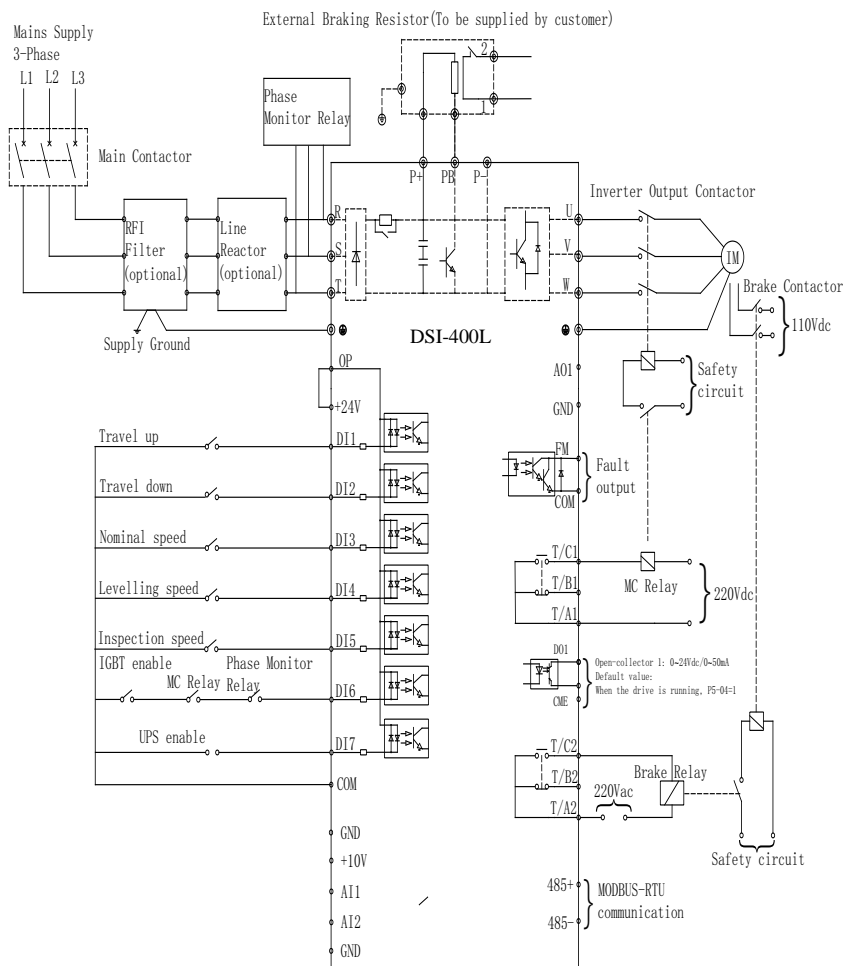 External Braking Resistor(To be supplied by customer)
Mains Supply
3-Phase
L1 L2 L3
2
1
Phase
Monitor Relay
Main Contactor
P+ PB P-
Inverter Output Contactor
RFI
Filter
(optional)
Line
Reactor
(optional)
R
S
T
U
V
W
IM
Brake Contactor
110Vdc
Supply Ground
DSI-400L
OP
+24V
AO1
GND
Safety
circuit
Travel up
DI1
FM
COM
Fault
output
Travel down
DI2
Nominal speed
DI3
T/C1
T/B1
T/A1
MC Relay
220Vdc
Levelling speed
DI4
Inspection speed
DI5
IGBT enable
MC Relay
Phase Monitor
Relay
DI6
DO1
CME
Open-collector 1: 0~24Vdc/0~50mA
Default value:
When the drive is running, P5-04=1
UPS enable
DI7
COM
T/C2
T/B2
T/A2
220Vac
Brake Relay
Safety circuit
GND
+10V
AI1
AI2
GND
485+
485-
MODBUS-RTU
communication